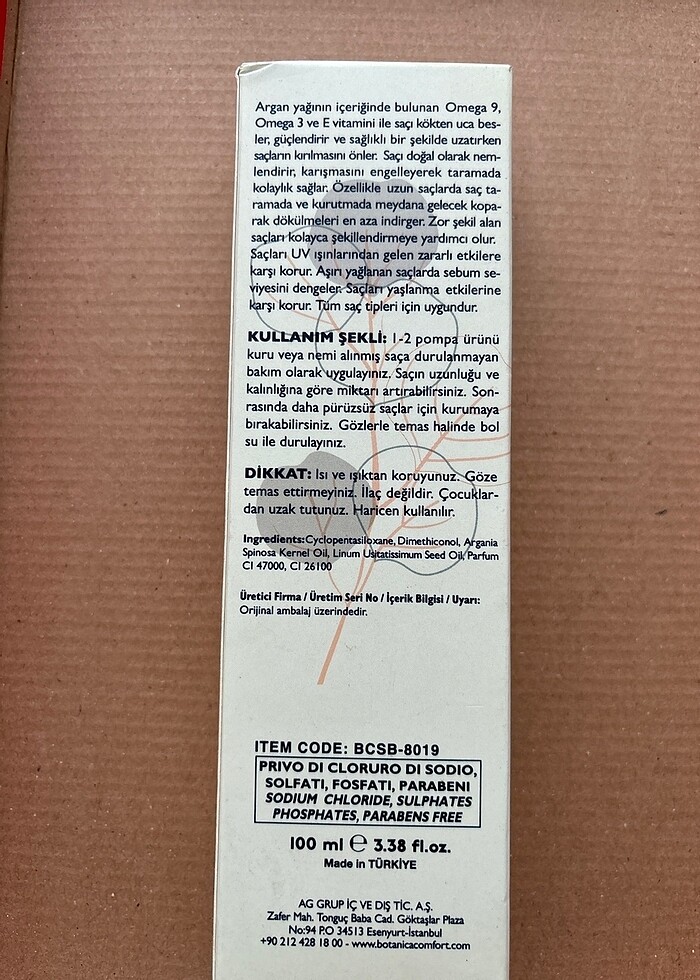 Argan yağının içeriğinde bulunan Omega 9,
Omega 3 ve E vitamini ile saçı kökten uca bes-
ler, güçlendirir ve sağlıklı bir şekilde uzatırken
saçların kırılmasını önler. Saçı doğal olarak nem-
lendirir, karışmasını engelleyerek taramada
kolaylık sağlar. Özellikle uzun saçlarda saç ta-
ramada ve kurutmada meydana gelecek kopa-
rak dökülmeleri en aza indirger. Zor şekil alan
saçları kolayca şekillendirmeye yardımcı olur.
Saçları UV ışınlarından gelen zararlı etkilere
karşı korur. Aşırı yağlanan saçlarda sebum se-
viyesini dengeler. Saçları yaşlanma etkilerine
karşı korur. Tüm saç tipleri için uygundur.
KULLANIM ŞEKLİ: 1-2 pompa ürünü
kuru veya nemi alınmış saça durulanmayan
bakım olarak uygulayınız. Saçın uzunluğu ve
kalınlığına göre miktarı artırabilirsiniz. Son-
rasında daha pürüzsüz saçlar için kurumaya
bırakabilirsiniz. Gözlerle temas halinde bol
su ile durulayınız.
DİKKAT: Isı ve ışıktan koruyunuz. Göze
temas ettirmeyiniz. İlaç değildir. Çocuklar-
dan uzak tutunuz. Haricen kullanılır.
Ingredients: Cyclopentasiloxane, Dimethiconol, Argania
Spinosa Kernel Oil, Linum Usitatissimum Seed Oil, Parfum
CI 47000, CI 26100
Üretici Firma / Üretim Seri No / İçerik Bilgisi / Uyarı:
Orijinal ambalaj üzerindedir.
ITEM CODE: BCSB-8019
PRIVO DI CLORURO DI SODIO,
SOLFATI, FOSFATI, PARABENI
SODIUM CHLORIDE, SULPHATES
PHOSPHATES, PARABENS FREE
100 ml ℮ 3.38 fl.oz.
Made in TÜRKİYE
AG GRUP İÇ VE DIŞ TİC. A.Ş.
Zafer Mah. Tonguç Baba Cad. Göktaşlar Plaza
No:94 P.O 34513 Esenyurt-İstanbul
+90 212 428 18 00 - www.botanicacomfort.com